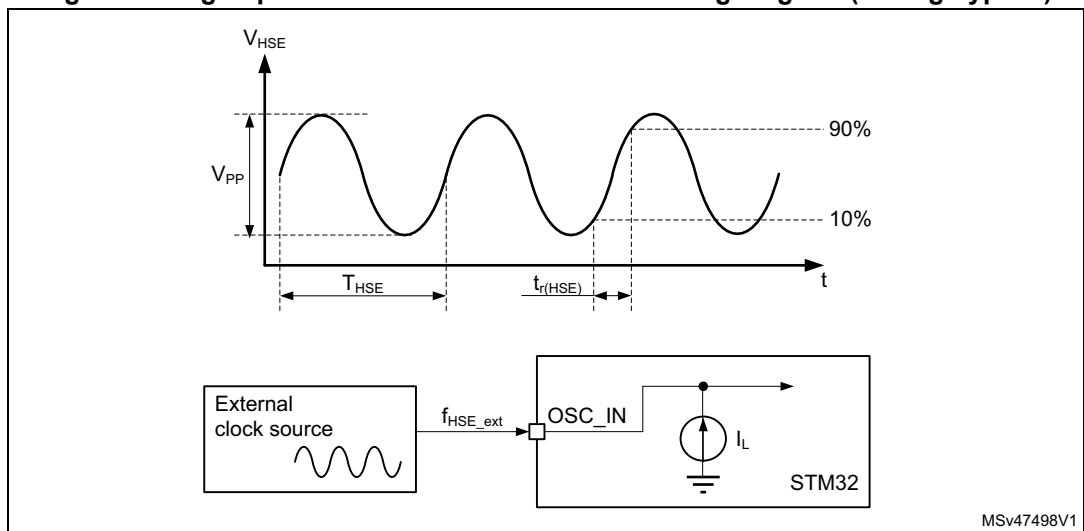 V_HSE
90%
V_PP
10%
t
T_HSE
t_r(HSE)
External
clock source
f_HSE_ext
OSC_IN
I_L
STM32
MSv47498V1